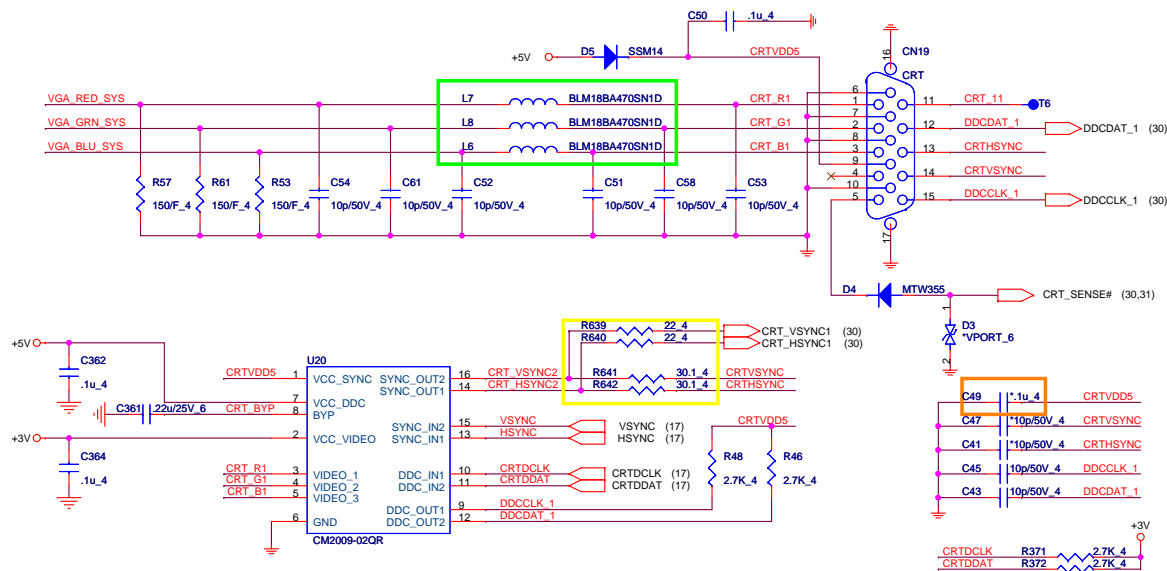 C50 .1u_4
+5V D5 SSM14 CRTVDD5
16 CN19
CRT
VGA_RED_SYS L7 BLM18BA470SN1D CRT_R1 6 1 11 CRT_11 T6
VGA_GRN_SYS L8 BLM18BA470SN1D CRT_G1 7 2 12 DDCDAT_1 DDCDAT_1 (30)
VGA_BLU_SYS L6 BLM18BA470SN1D CRT_B1 8 3 13 CRTHSYNC
9 4 14 CRTVSYNC
10 5 15 DDCCLK_1 DDCCLK_1 (30)
R57 R61 R53 C54 C61 C52 C51 C58 C53
150/F_4 150/F_4 150/F_4 10p/50V_4 10p/50V_4 10p/50V_4 10p/50V_4 10p/50V_4 10p/50V_4
17
D4 MTW355 CRT_SENSE# (30,31)
1 D3
*VPORT_6
2
R639 22_4 CRT_VSYNC1 (30)
R640 22_4 CRT_HSYNC1 (30)
+5V
C362
.1u_4
U20
CRTVDD5 1 VCC_SYNC SYNC_OUT2 16 CRT_VSYNC2 R641 30.1_4 CRTVSYNC
SYNC_OUT1 14 CRT_HSYNC2 R642 30.1_4 CRTHSYNC
7 VCC_DDC
C361 .22u/25V_6 CRT_BYP 8 BYP
SYNC_IN2 15 VSYNC VSYNC (17)
+3V 2 VCC_VIDEO SYNC_IN1 13 HSYNC HSYNC (17)
C364
.1u_4
CRT_R1 3 VIDEO_1 DDC_IN1 10 CRTDCLK CRTDCLK (17)
CRT_G1 4 VIDEO_2 DDC_IN2 11 CRTDDAT CRTDDAT (17)
CRT_B1 5 VIDEO_3
DDC_OUT1 9 DDCCLK_1
6 GND DDC_OUT2 12 DDCDAT_1
CM2009-02QR
CRTVDD5
R48 R46
2.7K_4 2.7K_4
C49 *.1u_4 CRTVDD5
C47 *10p/50V_4 CRTVSYNC
C41 *10p/50V_4 CRTHSYNC
C45 10p/50V_4 DDCCLK_1
C43 10p/50V_4 DDCDAT_1
+3V
CRTDCLK R371 2.7K_4
CRTDDAT R372 2.7K_4